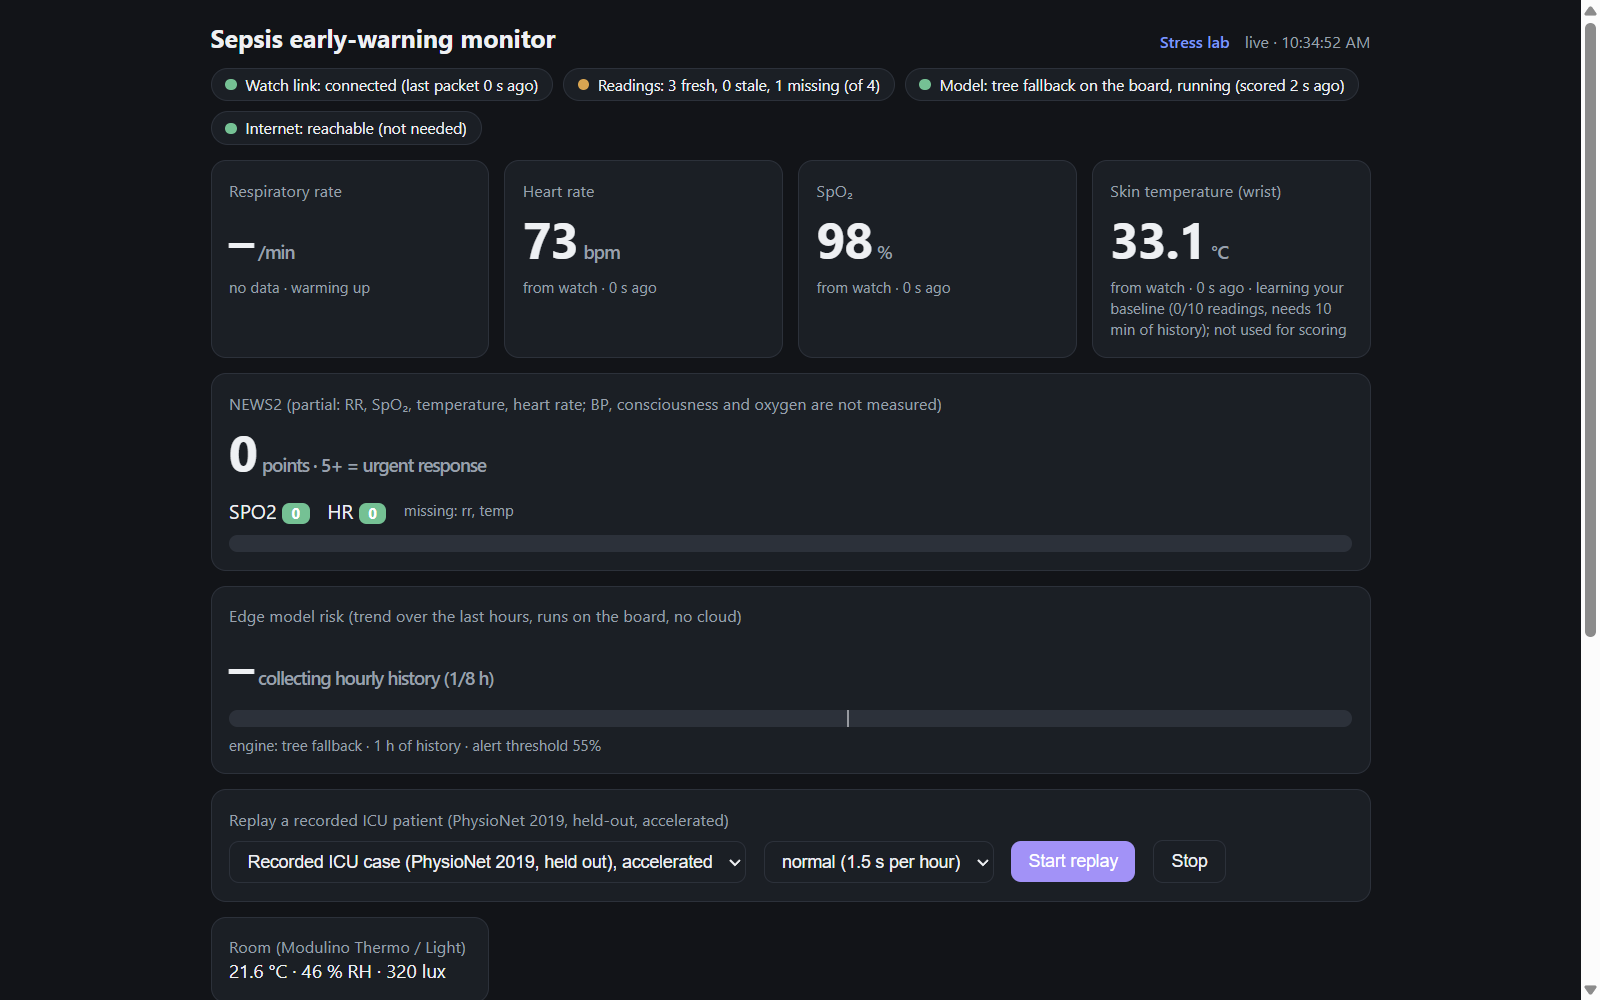 Sepsis early-warning monitor
Stress lab live · 10:34:52 AM
Watch link: connected (last packet 0 s ago)
Readings: 3 fresh, 0 stale, 1 missing (of 4)
Model: tree fallback on the board, running (scored 2 s ago)
Internet: reachable (not needed)
Respiratory rate
– /min
no data · warming up
Heart rate
73 bpm
from watch · 0 s ago
SpO₂
98 %
from watch · 0 s ago
Skin temperature (wrist)
33.1 °C
from watch · 0 s ago · learning your
baseline (0/10 readings, needs 10
min of history); not used for scoring
NEWS2 (partial: RR, SpO₂, temperature, heart rate; BP, consciousness and oxygen are not measured)
0 points · 5+ = urgent response
SPO2 0 HR 0 missing: rr, temp
Edge model risk (trend over the last hours, runs on the board, no cloud)
– collecting hourly history (1/8 h)
engine: tree fallback · 1 h of history · alert threshold 55%
Replay a recorded ICU patient (PhysioNet 2019, held-out, accelerated)
Recorded ICU case (PhysioNet 2019, held out), accelerated
normal (1.5 s per hour)
Start replay
Stop
Room (Modulino Thermo / Light)
21.6 °C · 46 % RH · 320 lux